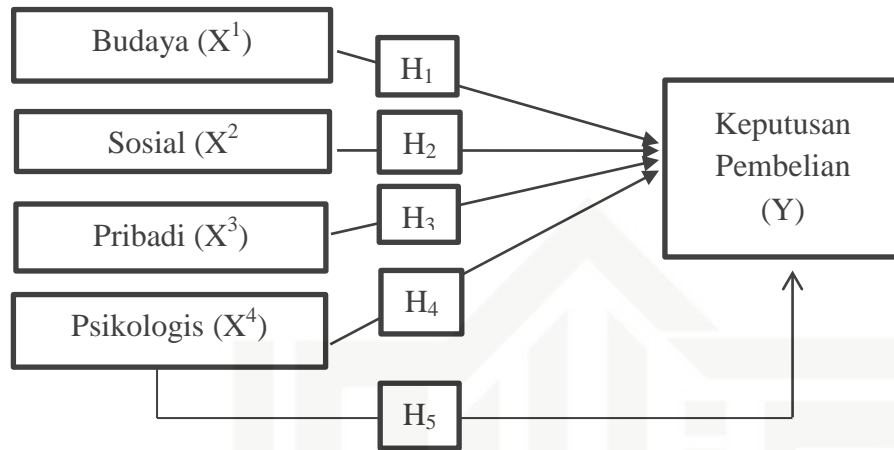 Budaya (X¹)
H₁
Sosial (X²
H₂
Pribadi (X³)
H₃
Psikologis (X⁴)
H₄
H₅
Keputusan
Pembelian
(Y)